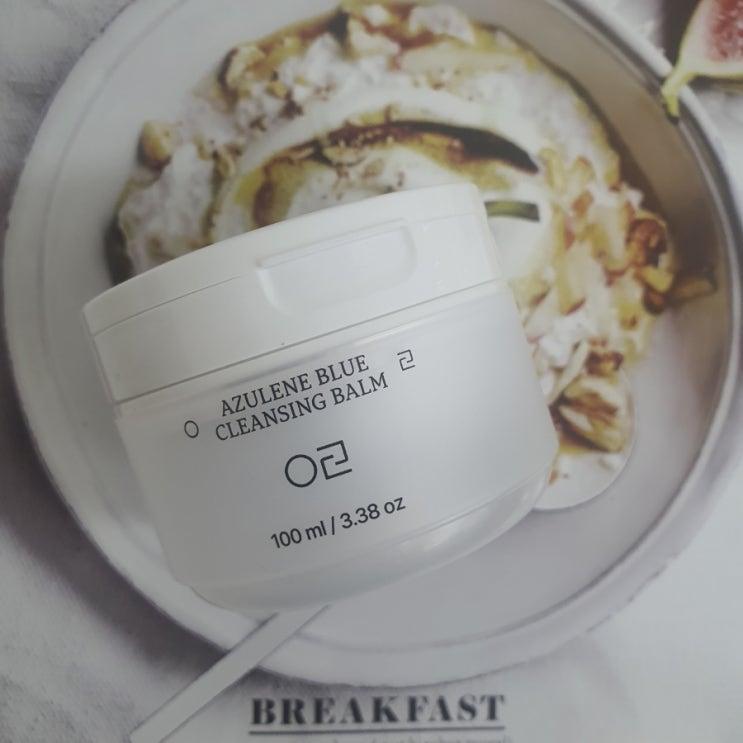 AZULENE BLUE
CLEANSING BALM
100 ml / 3.38 oz
BREAKFAST